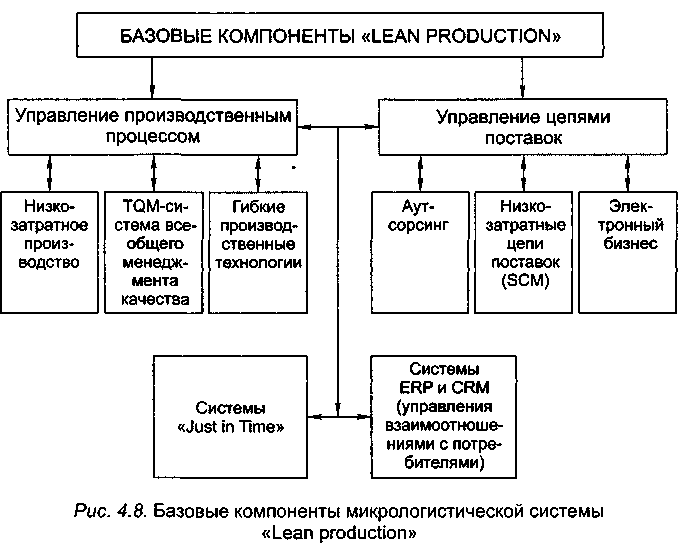 БАЗОВЫЕ КОМПОНЕНТЫ «LEAN PRODUCTION»
Управление производственным
процессом
Управление цепями
поставок
Низко-
затратное
произ-
водство
TQM-си-
стема все-
общего
менедж-
мента
качества
Гибкие
производ-
ственные
технологии
Аут-
сорсинг
Низко-
затратные
цепи
поставок
(SCM)
Элек-
тронный
бизнес
Системы
«Just in Time»
Системы
ERP и CRM
(управления
взаимоотноше-
ниями с потре-
бителями)
Рис. 4.8. Базовые компоненты микрологистической системы
«Lean production»